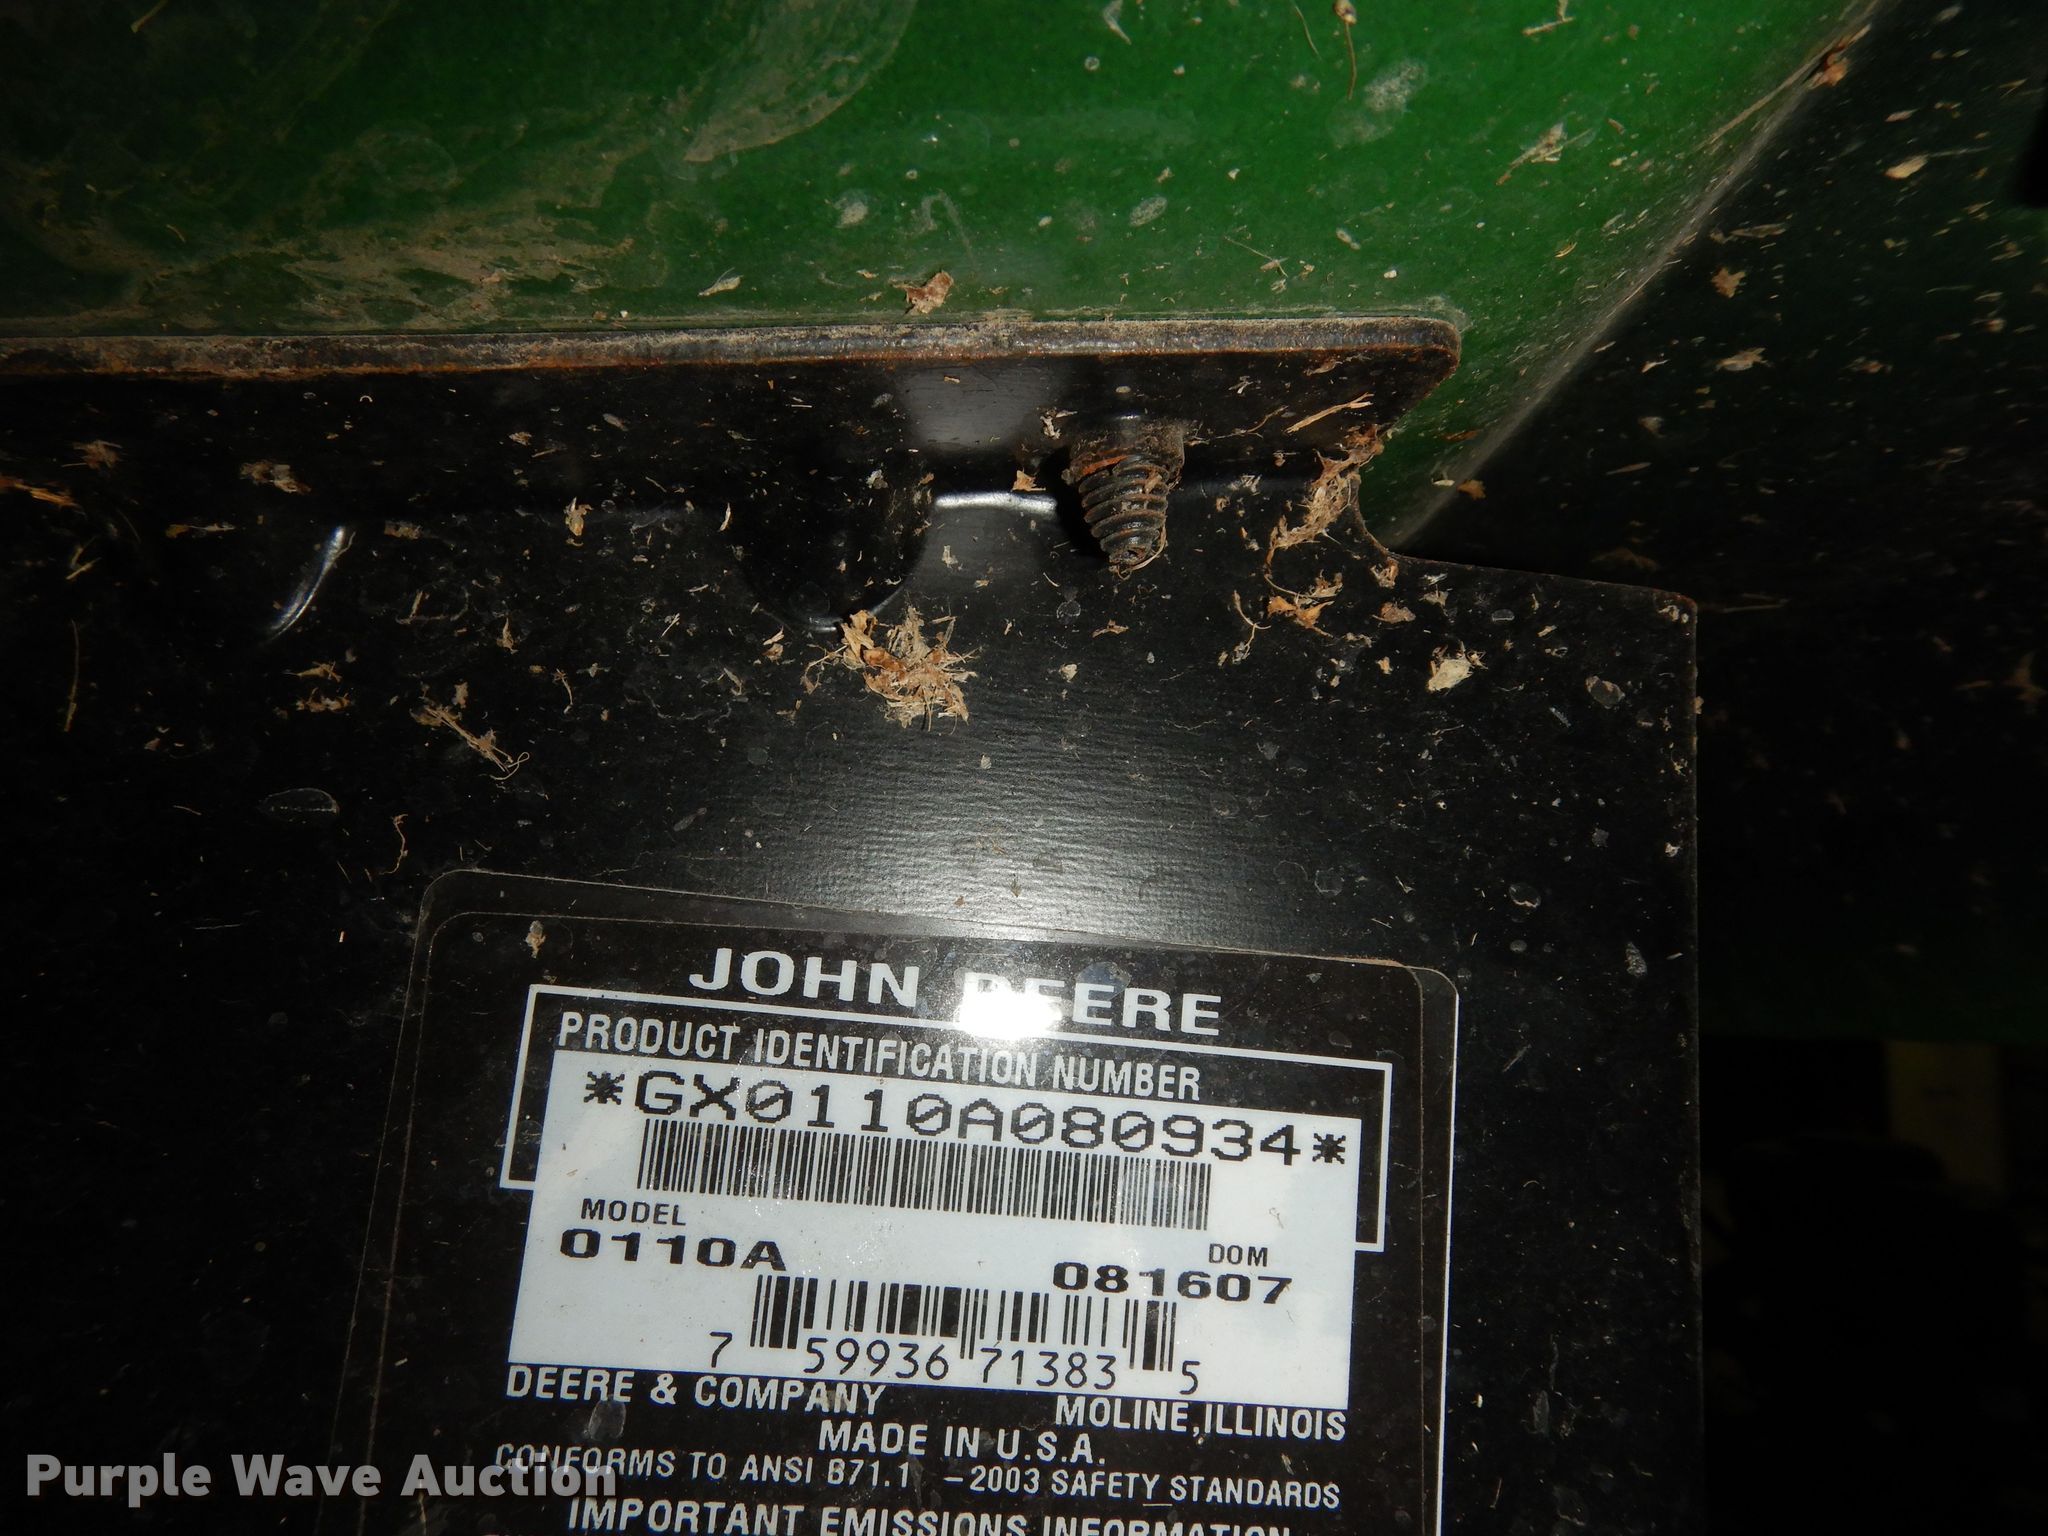 JOHN DEERE
PRODUCT IDENTIFICATION NUMBER
*GX0110A080934*
MODEL
0110A
DOM
081607
7 59936 71383 5
DEERE & COMPANY
MOLINE, ILLINOIS
MADE IN U.S.A.
CONFORMS TO ANSI B71.1 -2003 SAFETY STANDARDS
IMPORTANT EMISSIONS INFORMATION
Purple Wave Auction